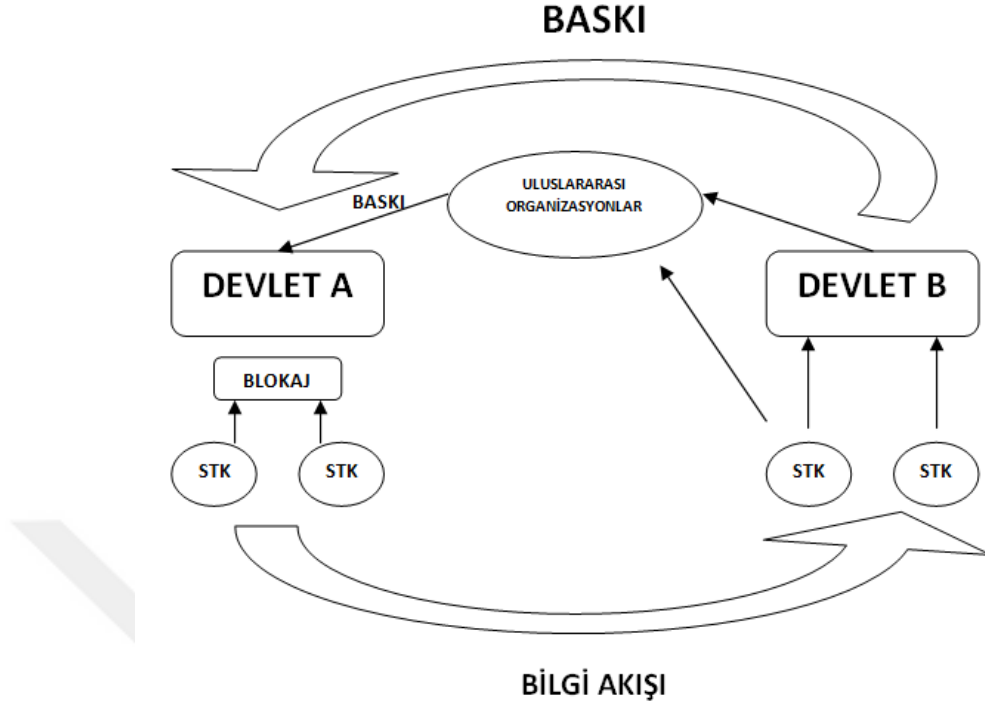 BASKI
ULUSLARARASI
ORGANİZASYONLAR
BASKI
DEVLET A
DEVLET B
BLOKAJ
STK
STK
STK
STK
BİLGİ AKIŞI